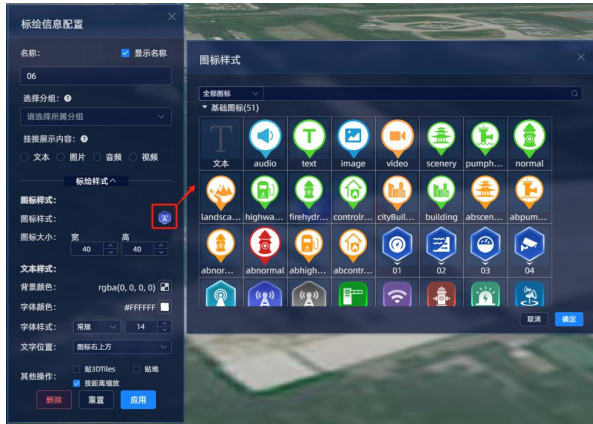 标绘信息配置
名称:
显示名称
06
选择分组:
请选择所属分组
挂接展示内容:
文本
图片
音频
视频
标绘样式
图标样式:
图标样式:
图标大小:
宽
高
40
40
文本样式:
背景颜色:
rgba(0, 0, 0, 0)
字体颜色:
#FFFFFF
字体样式:
常规
14
文字位置:
图标右上方
其他操作:
贴3DTiles
贴地
按距离缩放
删除
重置
应用
图标样式
全部图标
基础图标(51)
文本
audio
text
image
video
scenery
pumph...
normal
landsca...
highwa...
firehydr...
controlr...
cityBuil...
building
abscen...
abpum...
abnor...
abnormal
abhigh...
abcontr...
01
02
03
04
取消
确定